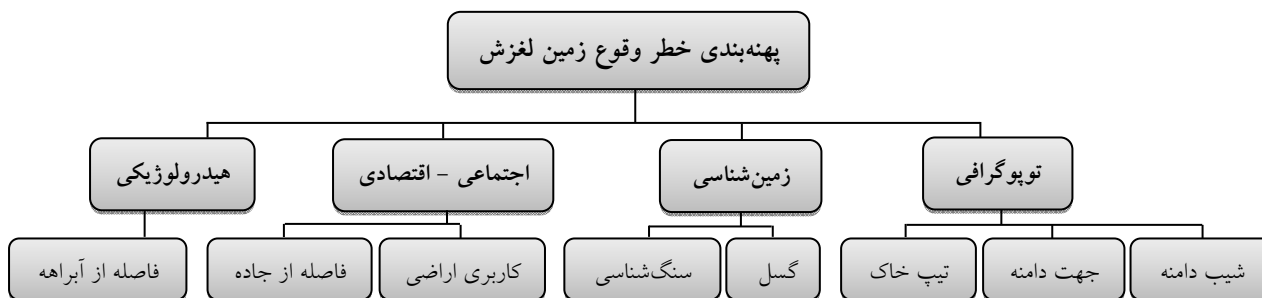 پهنه‌بندی خطر وقوع زمین لغزش
توپوگرافی
زمین‌شناسی
اجتماعی – اقتصادی
هیدرولوژیکی
شیب دامنه
جهت دامنه
تیپ خاک
گسل
سنگ‌شناسی
کاربری اراضی
فاصله از جاده
فاصله از آبراهه